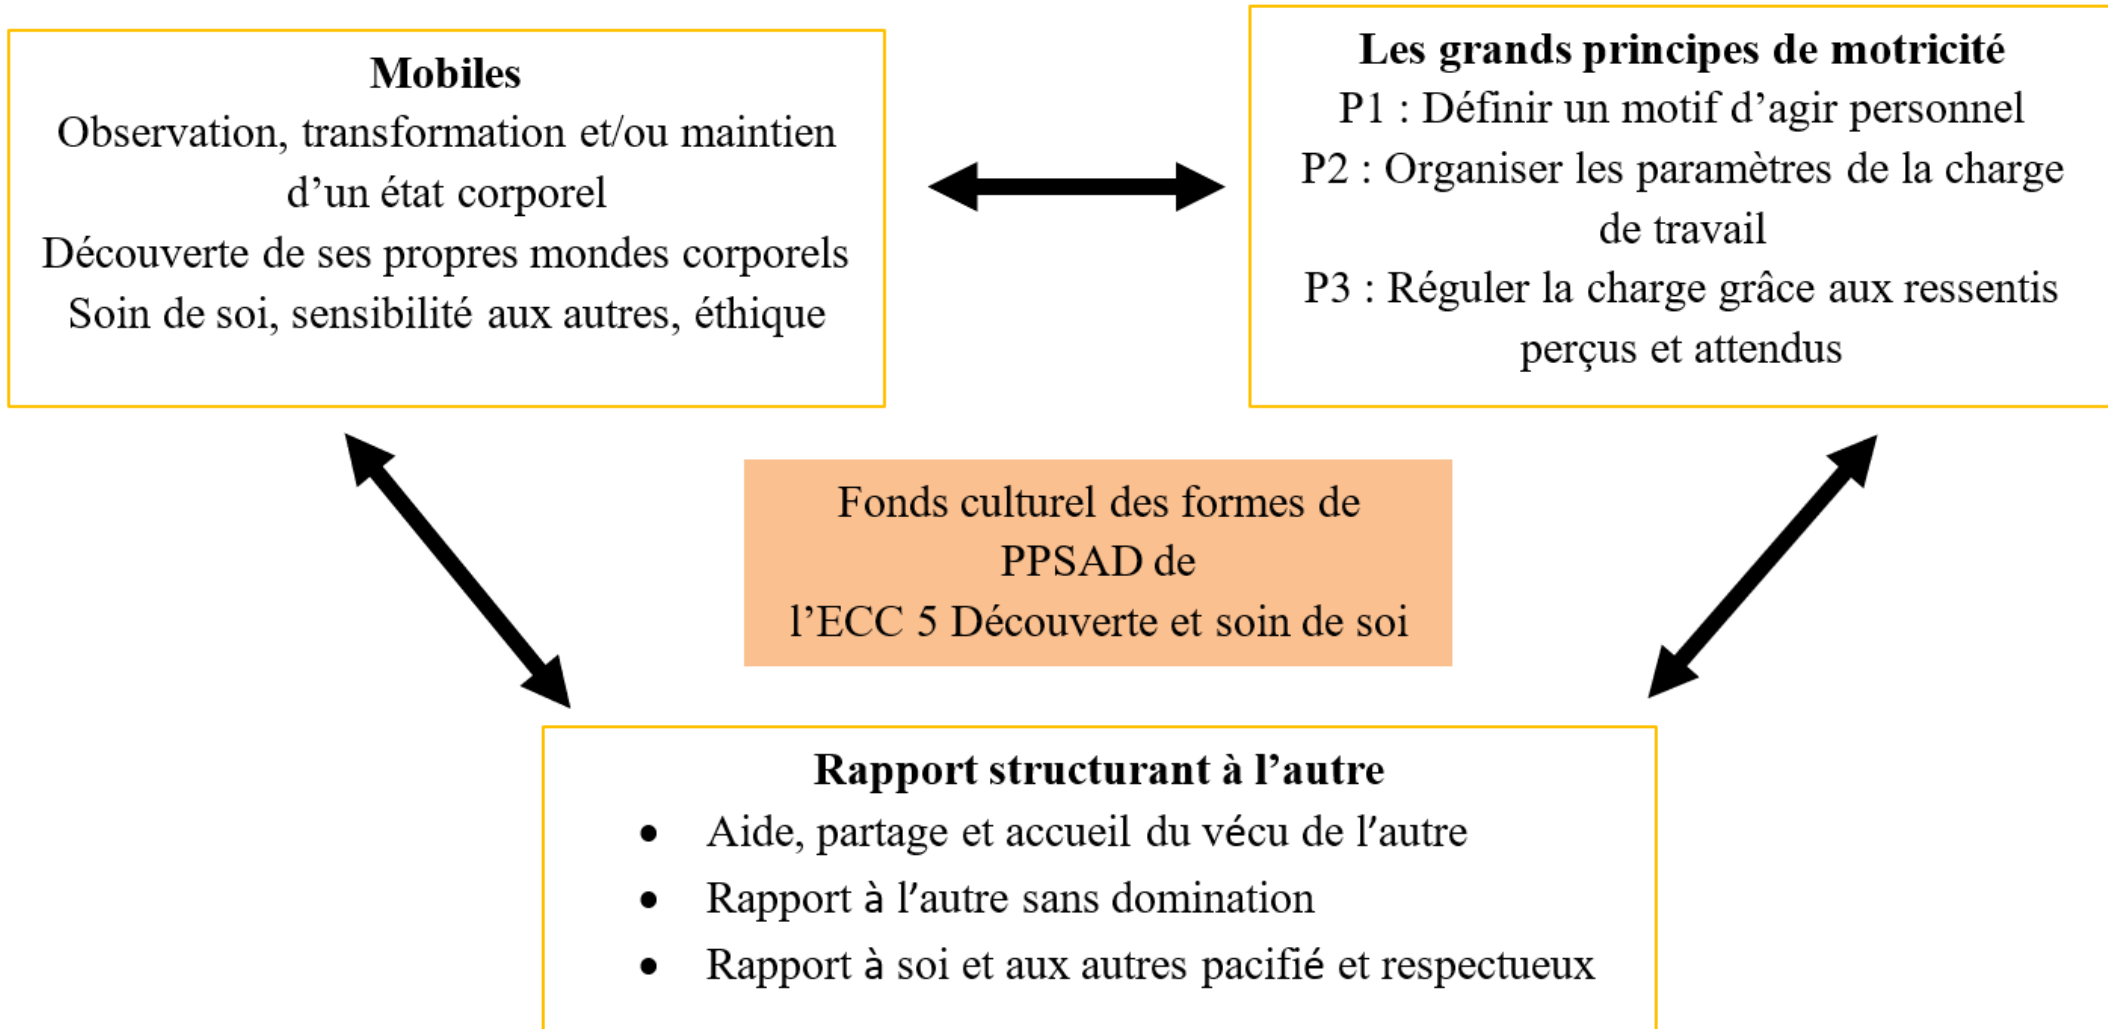 Mobiles
Observation, transformation et/ou maintien
d’un état corporel
Découverte de ses propres mondes corporels
Soin de soi, sensibilité aux autres, éthique
Les grands principes de motricité
P1 : Définir un motif d’agir personnel
P2 : Organiser les paramètres de la charge
de travail
P3 : Réguler la charge grâce aux ressentis
perçus et attendus
Fonds culturel des formes de
PPSAD de
l’ECC 5 Découverte et soin de soi
Rapport structurant à l’autre
• Aide, partage et accueil du vécu de l’autre
• Rapport à l’autre sans domination
• Rapport à soi et aux autres pacifié et respectueux